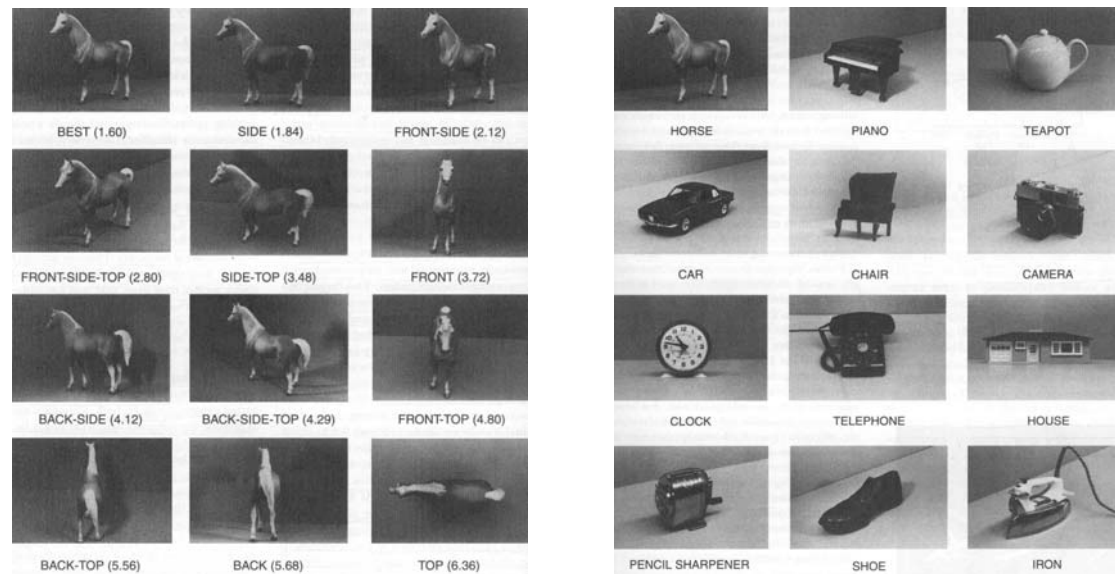 BEST (1.60)
SIDE (1.84)
FRONT-SIDE (2.12)
FRONT-SIDE-TOP (2.80)
SIDE-TOP (3.48)
FRONT (3.72)
BACK-SIDE (4.12)
BACK-SIDE-TOP (4.29)
FRONT-TOP (4.80)
BACK-TOP (5.56)
BACK (5.68)
TOP (6.36)
HORSE
PIANO
TEAPOT
CAR
CHAIR
CAMERA
CLOCK
TELEPHONE
HOUSE
PENCIL SHARPENER
SHOE
IRON